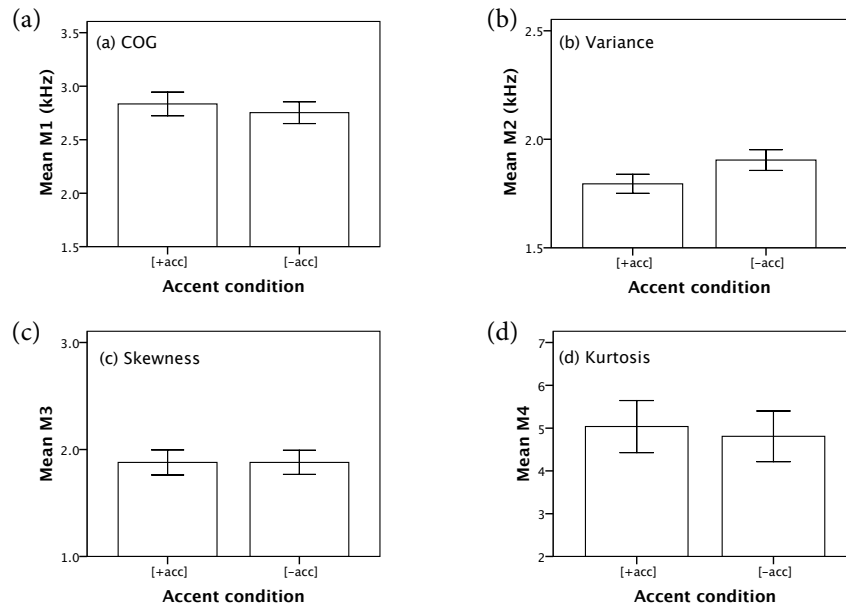 (a)
(a) COG
Mean M1 (kHz)
3.5
3.0
2.5
2.0
1.5
[+acc] [-acc]
Accent condition
(b)
(b) Variance
Mean M2 (kHz)
2.5
2.0
1.5
[+acc] [-acc]
Accent condition
(c)
(c) Skewness
Mean M3
3.0
2.0
1.0
[+acc] [-acc]
Accent condition
(d)
(d) Kurtosis
Mean M4
7
6
5
4
3
2
[+acc] [-acc]
Accent condition